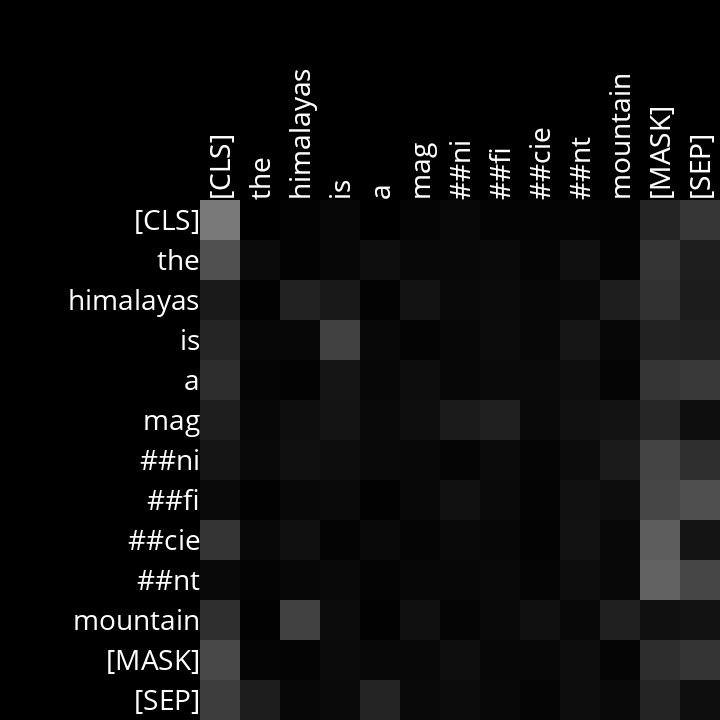 [CLS] the himalayas is a mag ##ni ##fi ##cie ##nt mountain [MASK] [SEP]
[CLS]
the
himalayas
is
a
mag
##ni
##fi
##cie
##nt
mountain
[MASK]
[SEP]